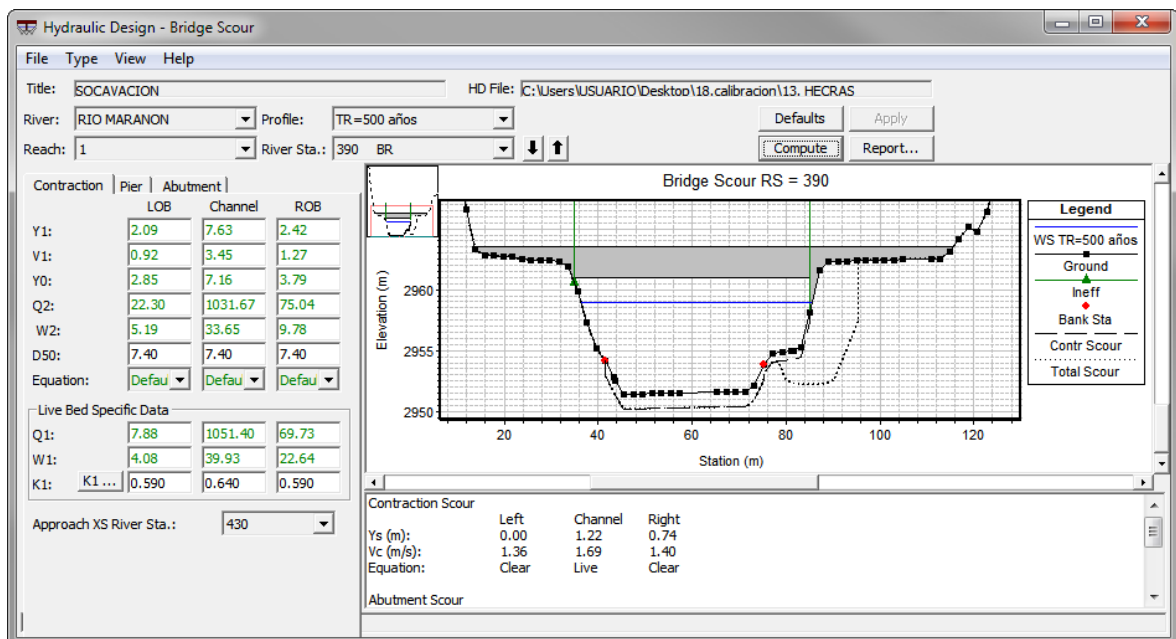 Hydraulic Design - Bridge Scour
File Type View Help
Title: SOCAVACION HD File: C:\Users\USUARIO\Desktop\18.calibracion\13. HECRAS
River: RIO MARANON Profile: TR=500 años Defaults Apply
Reach: 1 River Sta.: 390 BR Compute Report...
Contraction Pier Abutment
LOB Channel ROB
Y1: 2.09 7.63 2.42
V1: 0.92 3.45 1.27
Y0: 2.85 7.16 3.79
Q2: 22.30 1031.67 75.04
W2: 5.19 33.65 9.78
D50: 7.40 7.40 7.40
Equation: Defau Defau Defau
Live Bed Specific Data
Q1: 7.88 1051.40 69.73
W1: 4.08 39.93 22.64
K1: K1 ... 0.590 0.640 0.590
Approach XS River Sta.: 430
Bridge Scour RS = 390
Elevation (m)
2960
2955
2950
20 40 60 80 100 120
Station (m)
Legend
WS TR=500 años
Ground
Ineff
Bank Sta
Contr Scour
Total Scour
Contraction Scour
Left Channel Right
Ys (m): 0.00 1.22 0.74
Vc (m/s): 1.36 1.69 1.40
Equation: Clear Live Clear
Abutment Scour